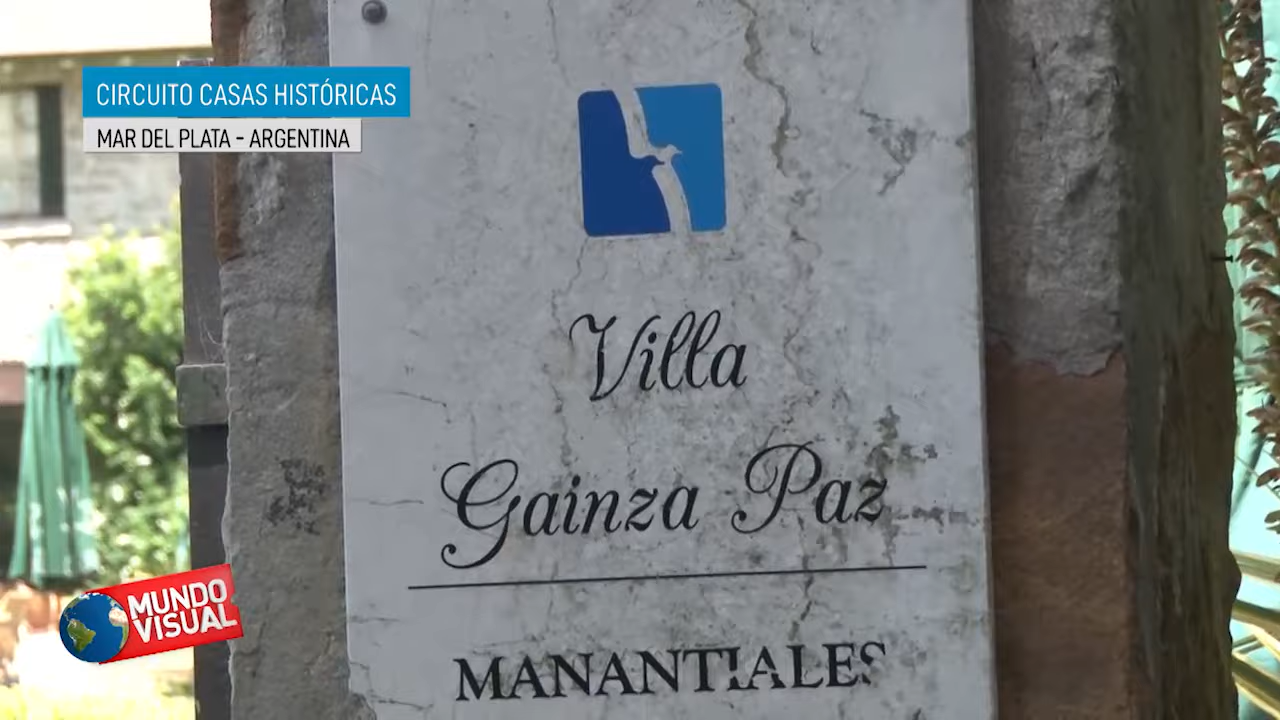 CIRCUITO CASAS HISTÓRICAS
MAR DEL PLATA - ARGENTINA
Villa
Gainza Paz
MANANTIALES
MUNDO
VISUAL